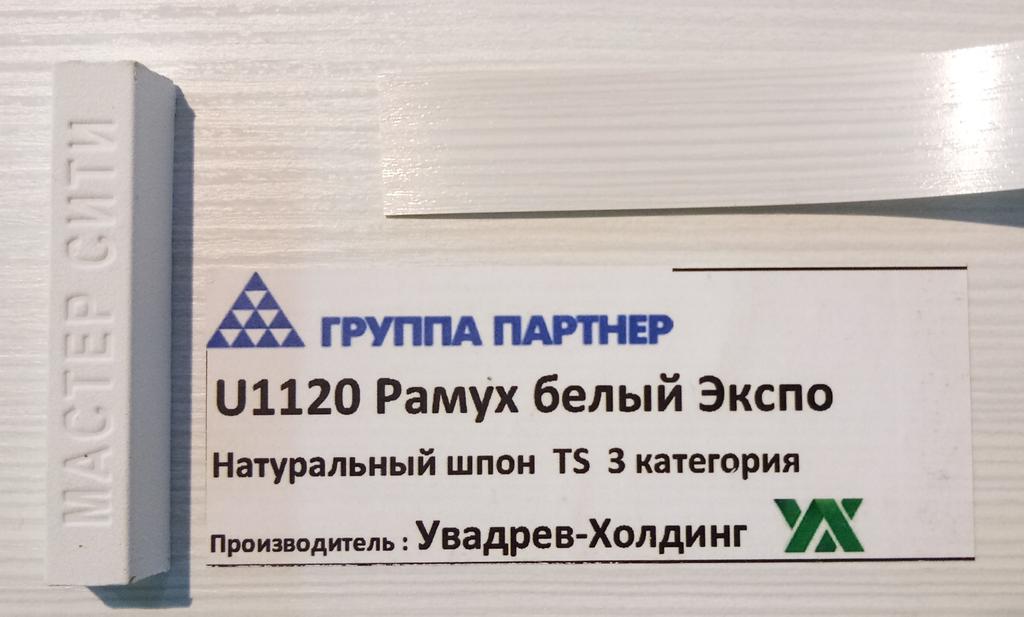 МАСТЕР СИТИ
ГРУППА ПАРТНЕР
U1120 Рамух белый Экспо
Натуральный шпон TS 3 категория
Производитель : Увадрев-Холдинг